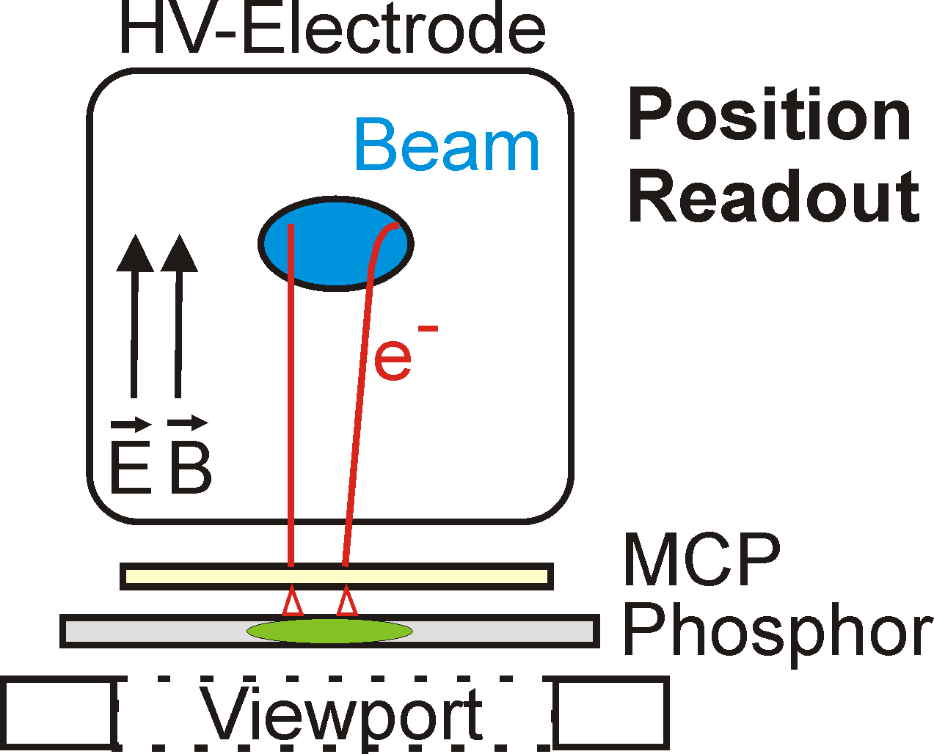 HV-Electrode
Position
Readout
Beam
e⁻
E B
MCP
Phosphor
Viewport